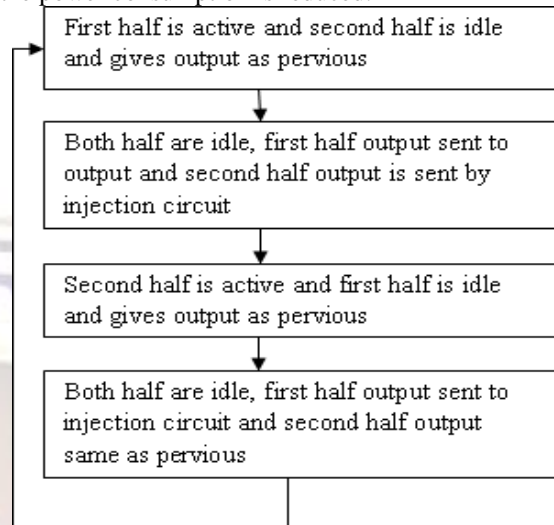 First half is active and second half is idle
and gives output as pervious
Both half are idle, first half output sent to
output and second half output is sent by
injection circuit
Second half is active and first half is idle
and gives output as pervious
Both half are idle, first half output sent to
injection circuit and second half output
same as pervious